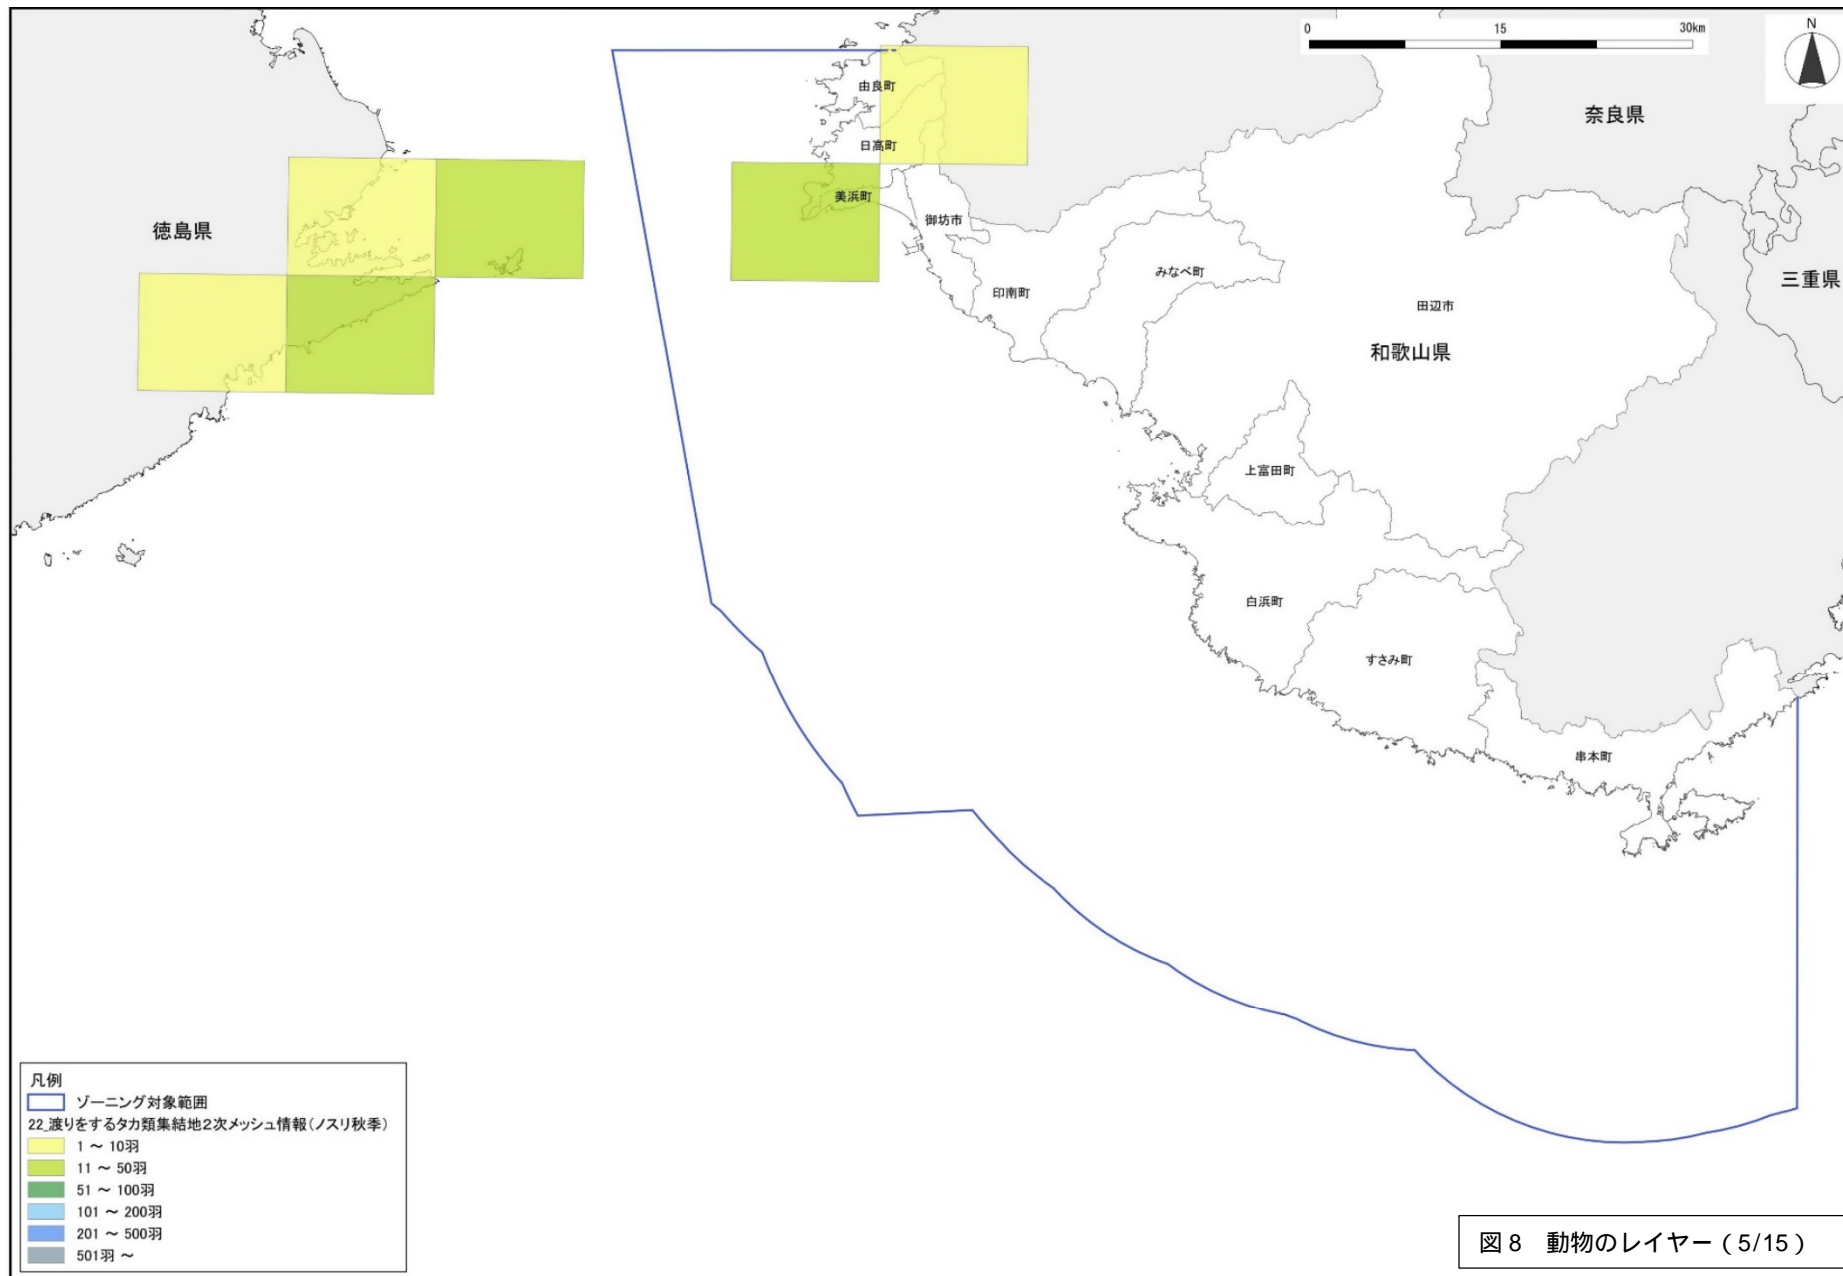 0 15 30km
N
由良町
奈良県
日高町
美浜町
御坊市
徳島県
みなべ町
三重県
印南町
田辺市
和歌山県
上富田町
白浜町
すさみ町
串本町
凡例
ゾーニング対象範囲
22_渡りをするタカ類集結地2次メッシュ情報(ノスリ秋季)
1 ～ 10羽
11 ～ 50羽
51 ～ 100羽
101 ～ 200羽
201 ～ 500羽
501羽 ～
図8 動物のレイヤー（5/15）